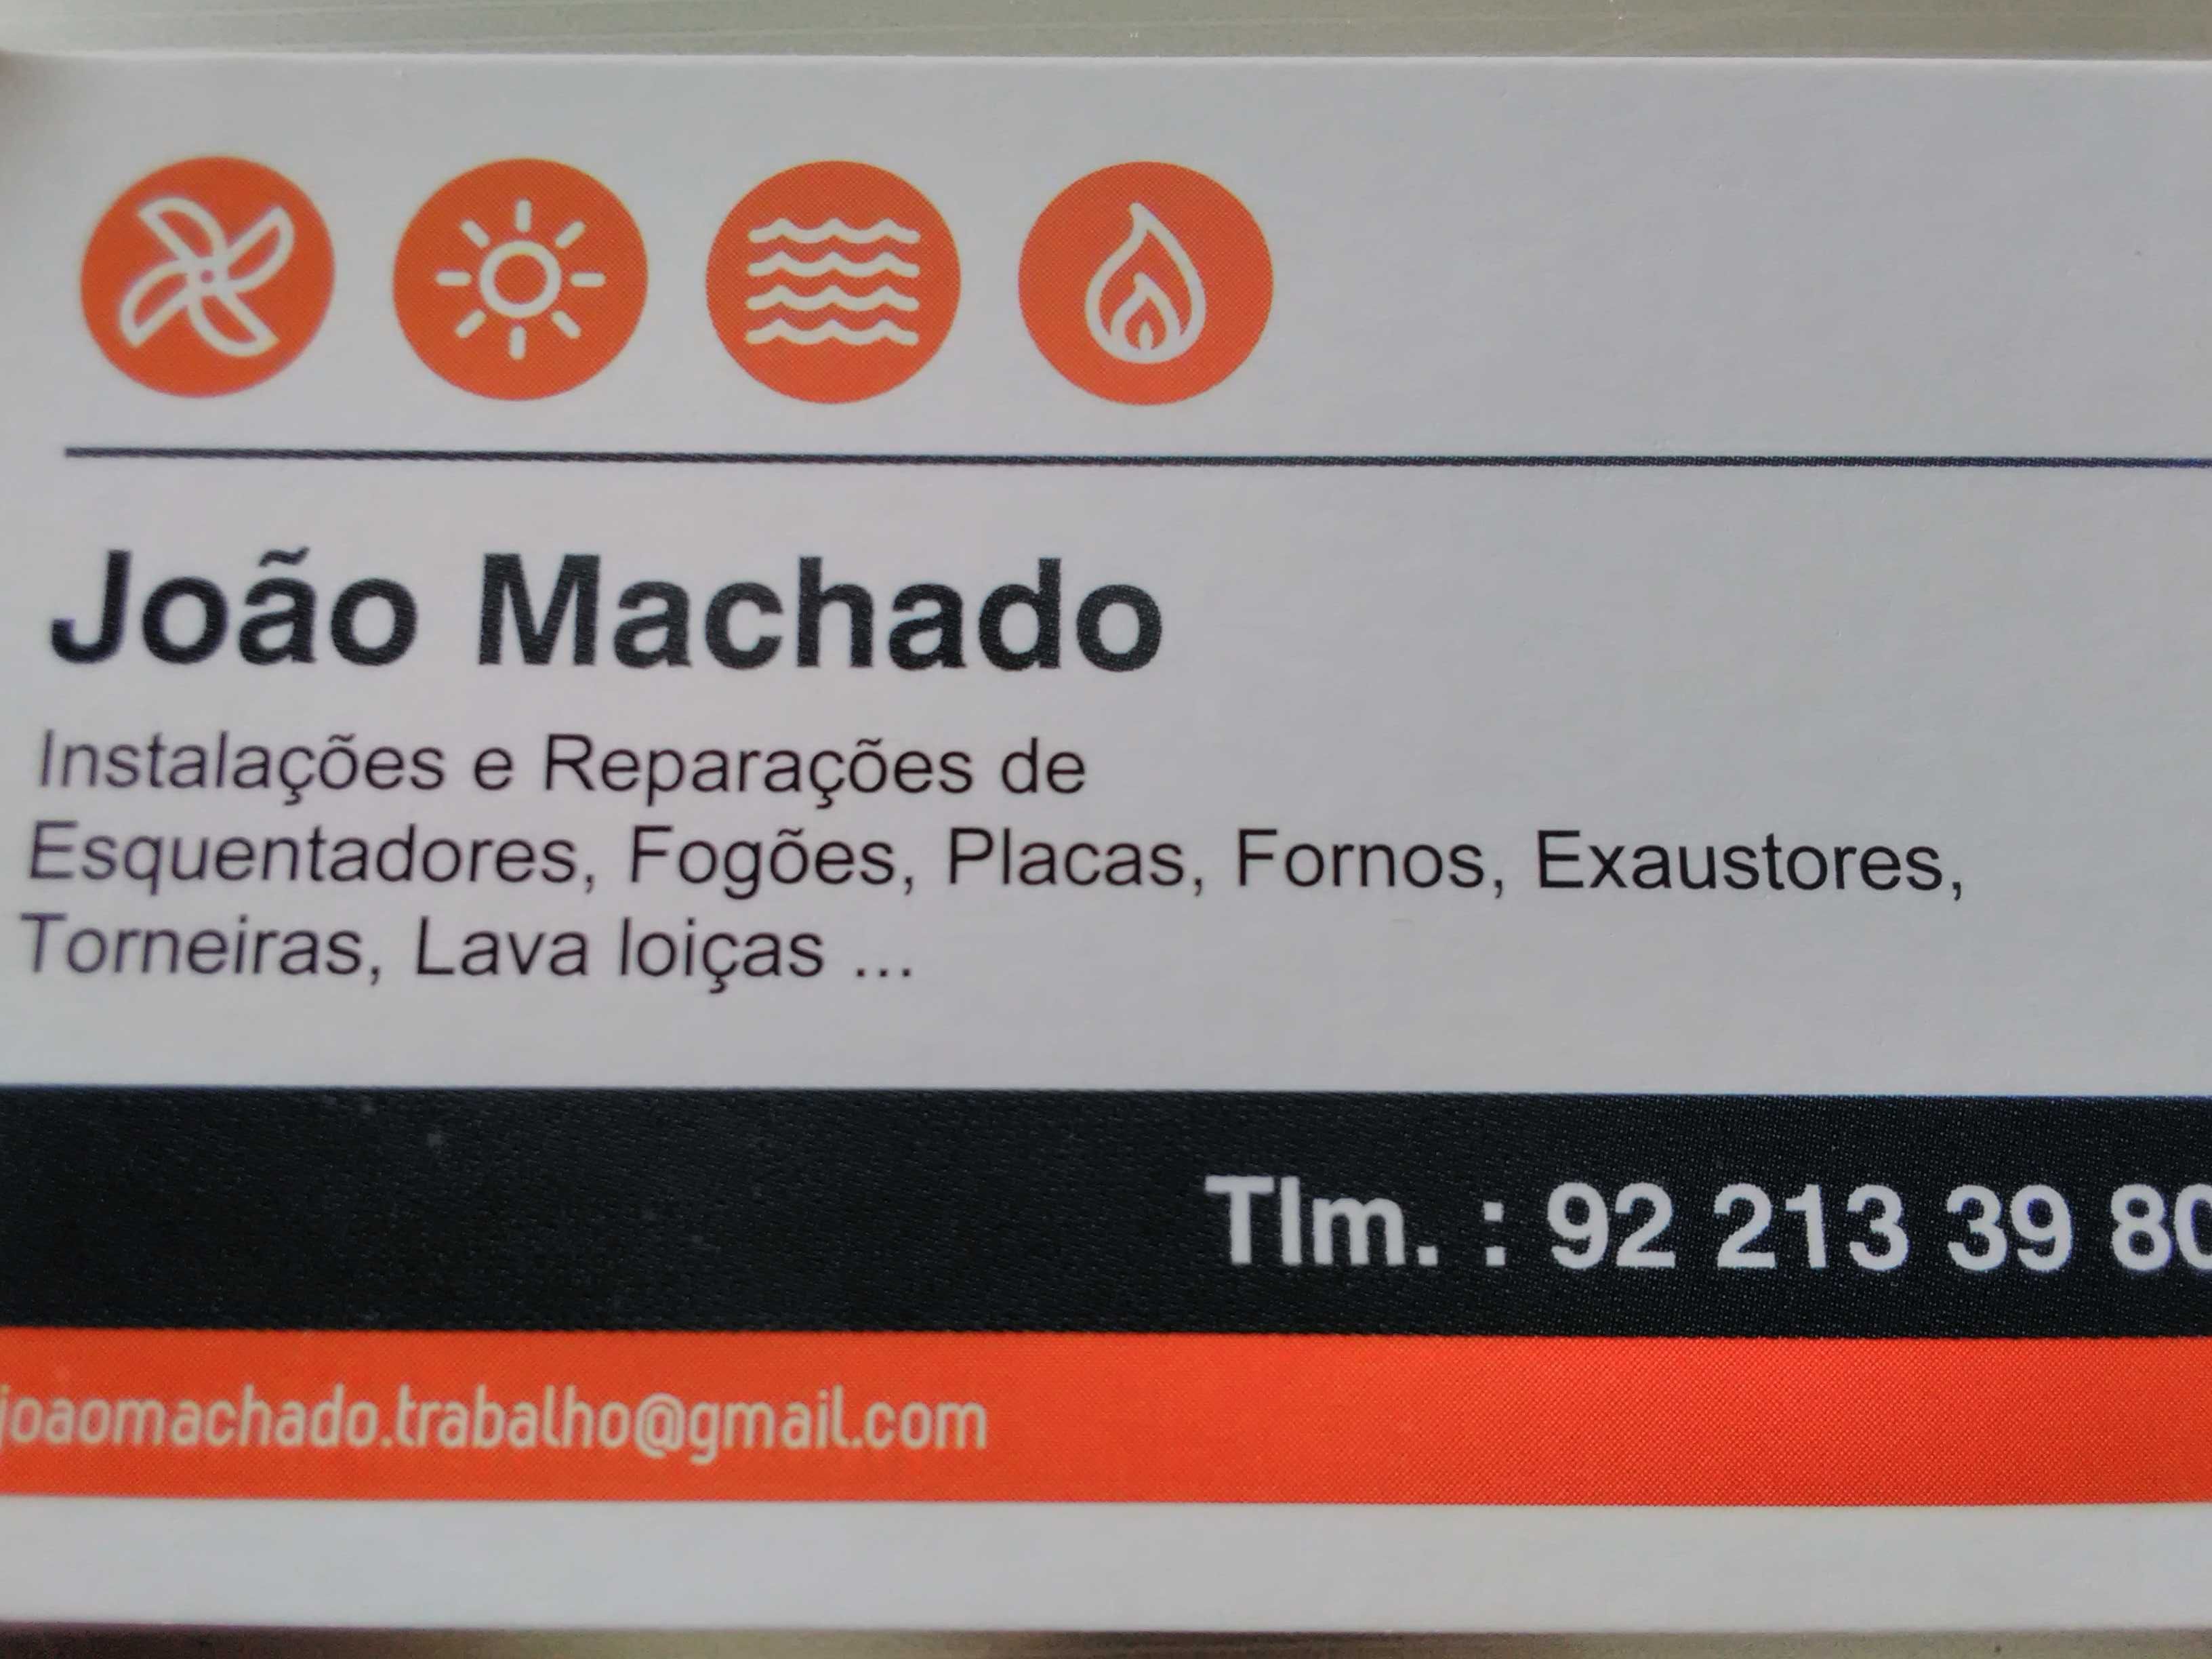 João Machado
Instalações e Reparações de
Esquentadores, Fogões, Placas, Fornos, Exaustores,
Torneiras, Lava loiças ...
Tlm. : 92 213 39 80
joaomachado.trabalho@gmail.com